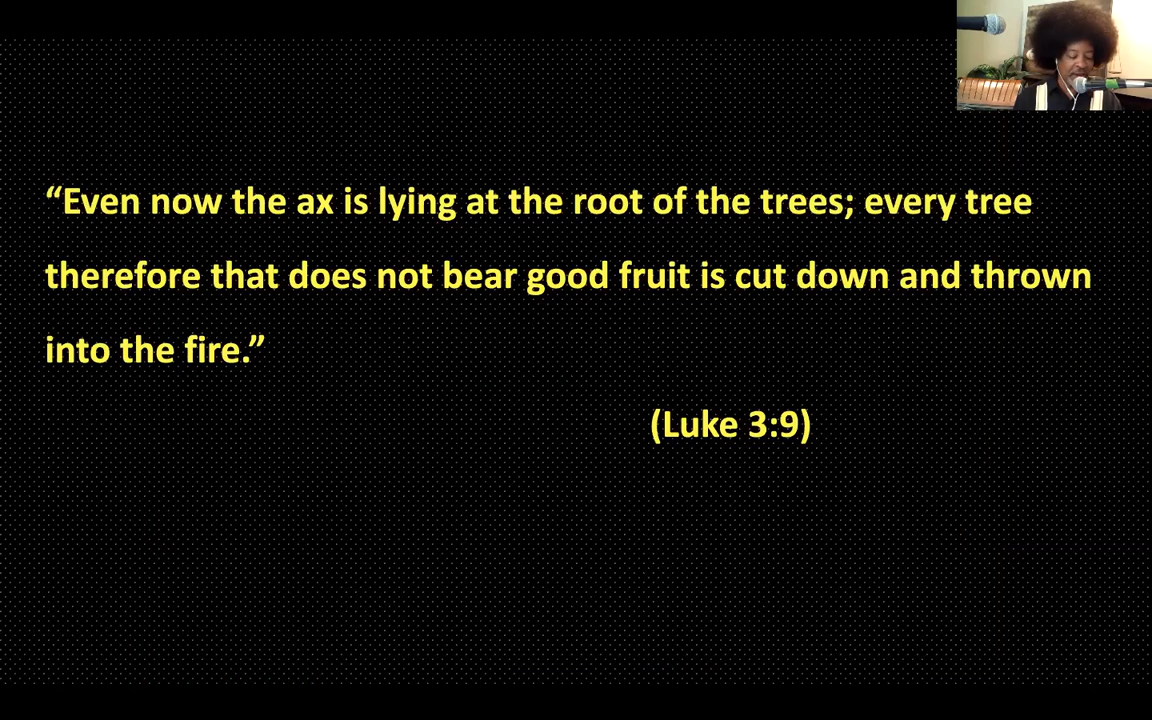 “Even now the ax is lying at the root of the trees; every tree
therefore that does not bear good fruit is cut down and thrown
into the fire.”
(Luke 3:9)